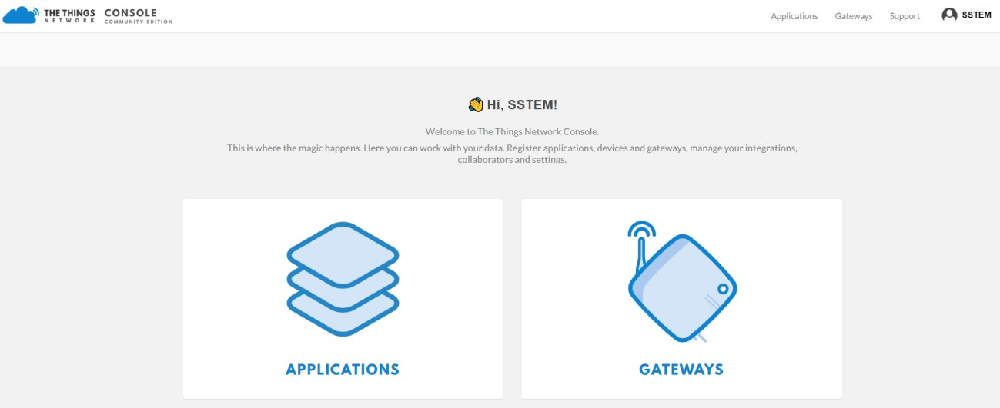 THE THINGS NETWORK CONSOLE COMMUNITY EDITION
Applications Gateways Support SSTEM
Hi, SSTEM!
Welcome to The Things Network Console.
This is where the magic happens. Here you can work with your data. Register applications, devices and gateways, manage your integrations,
collaborators and settings.
APPLICATIONS
GATEWAYS